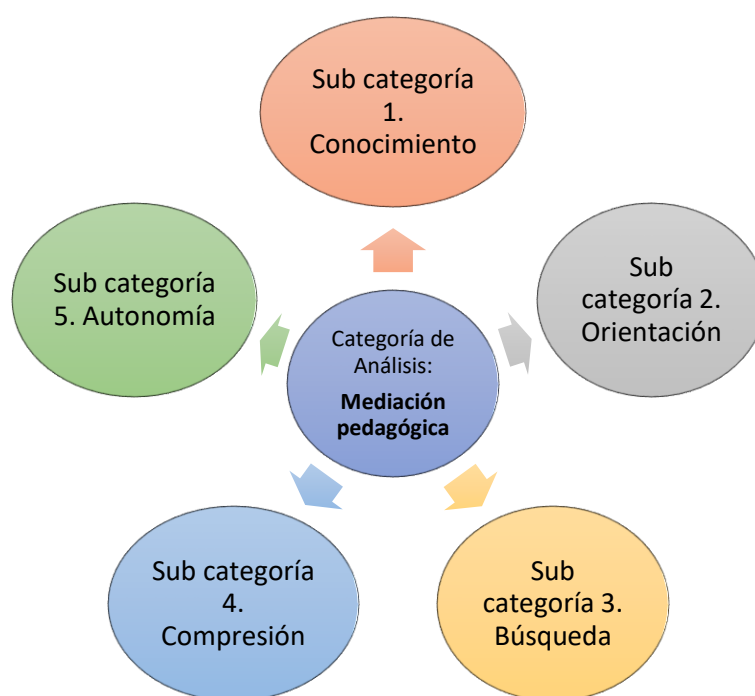 Sub categoría
1.
Conocimiento
Sub
categoría 2.
Orientación
Sub categoría
5. Autonomía
Categoría de
Análisis:
Mediación
pedagógica
Sub categoría
4.
Compresión
Sub
categoría 3.
Búsqueda